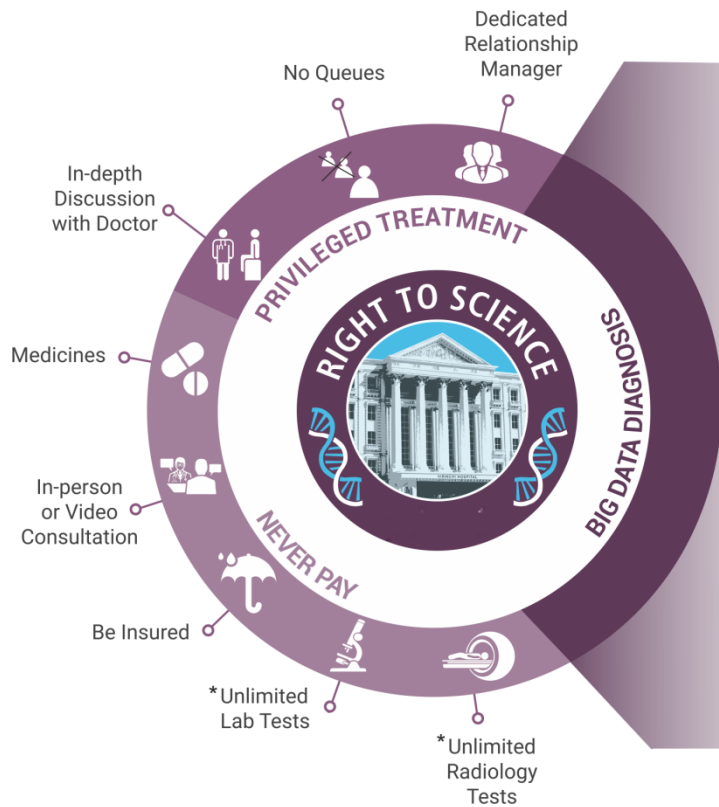 Dedicated
Relationship
Manager
No Queues
In-depth
Discussion
with Doctor
PRIVILEGED TREATMENT
RIGHT TO SCIENCE
BIG DATA DIAGNOSIS
Medicines
In-person
or Video
Consultation
NEVER PAY
Be Insured
*Unlimited
Lab Tests
*Unlimited
Radiology
Tests